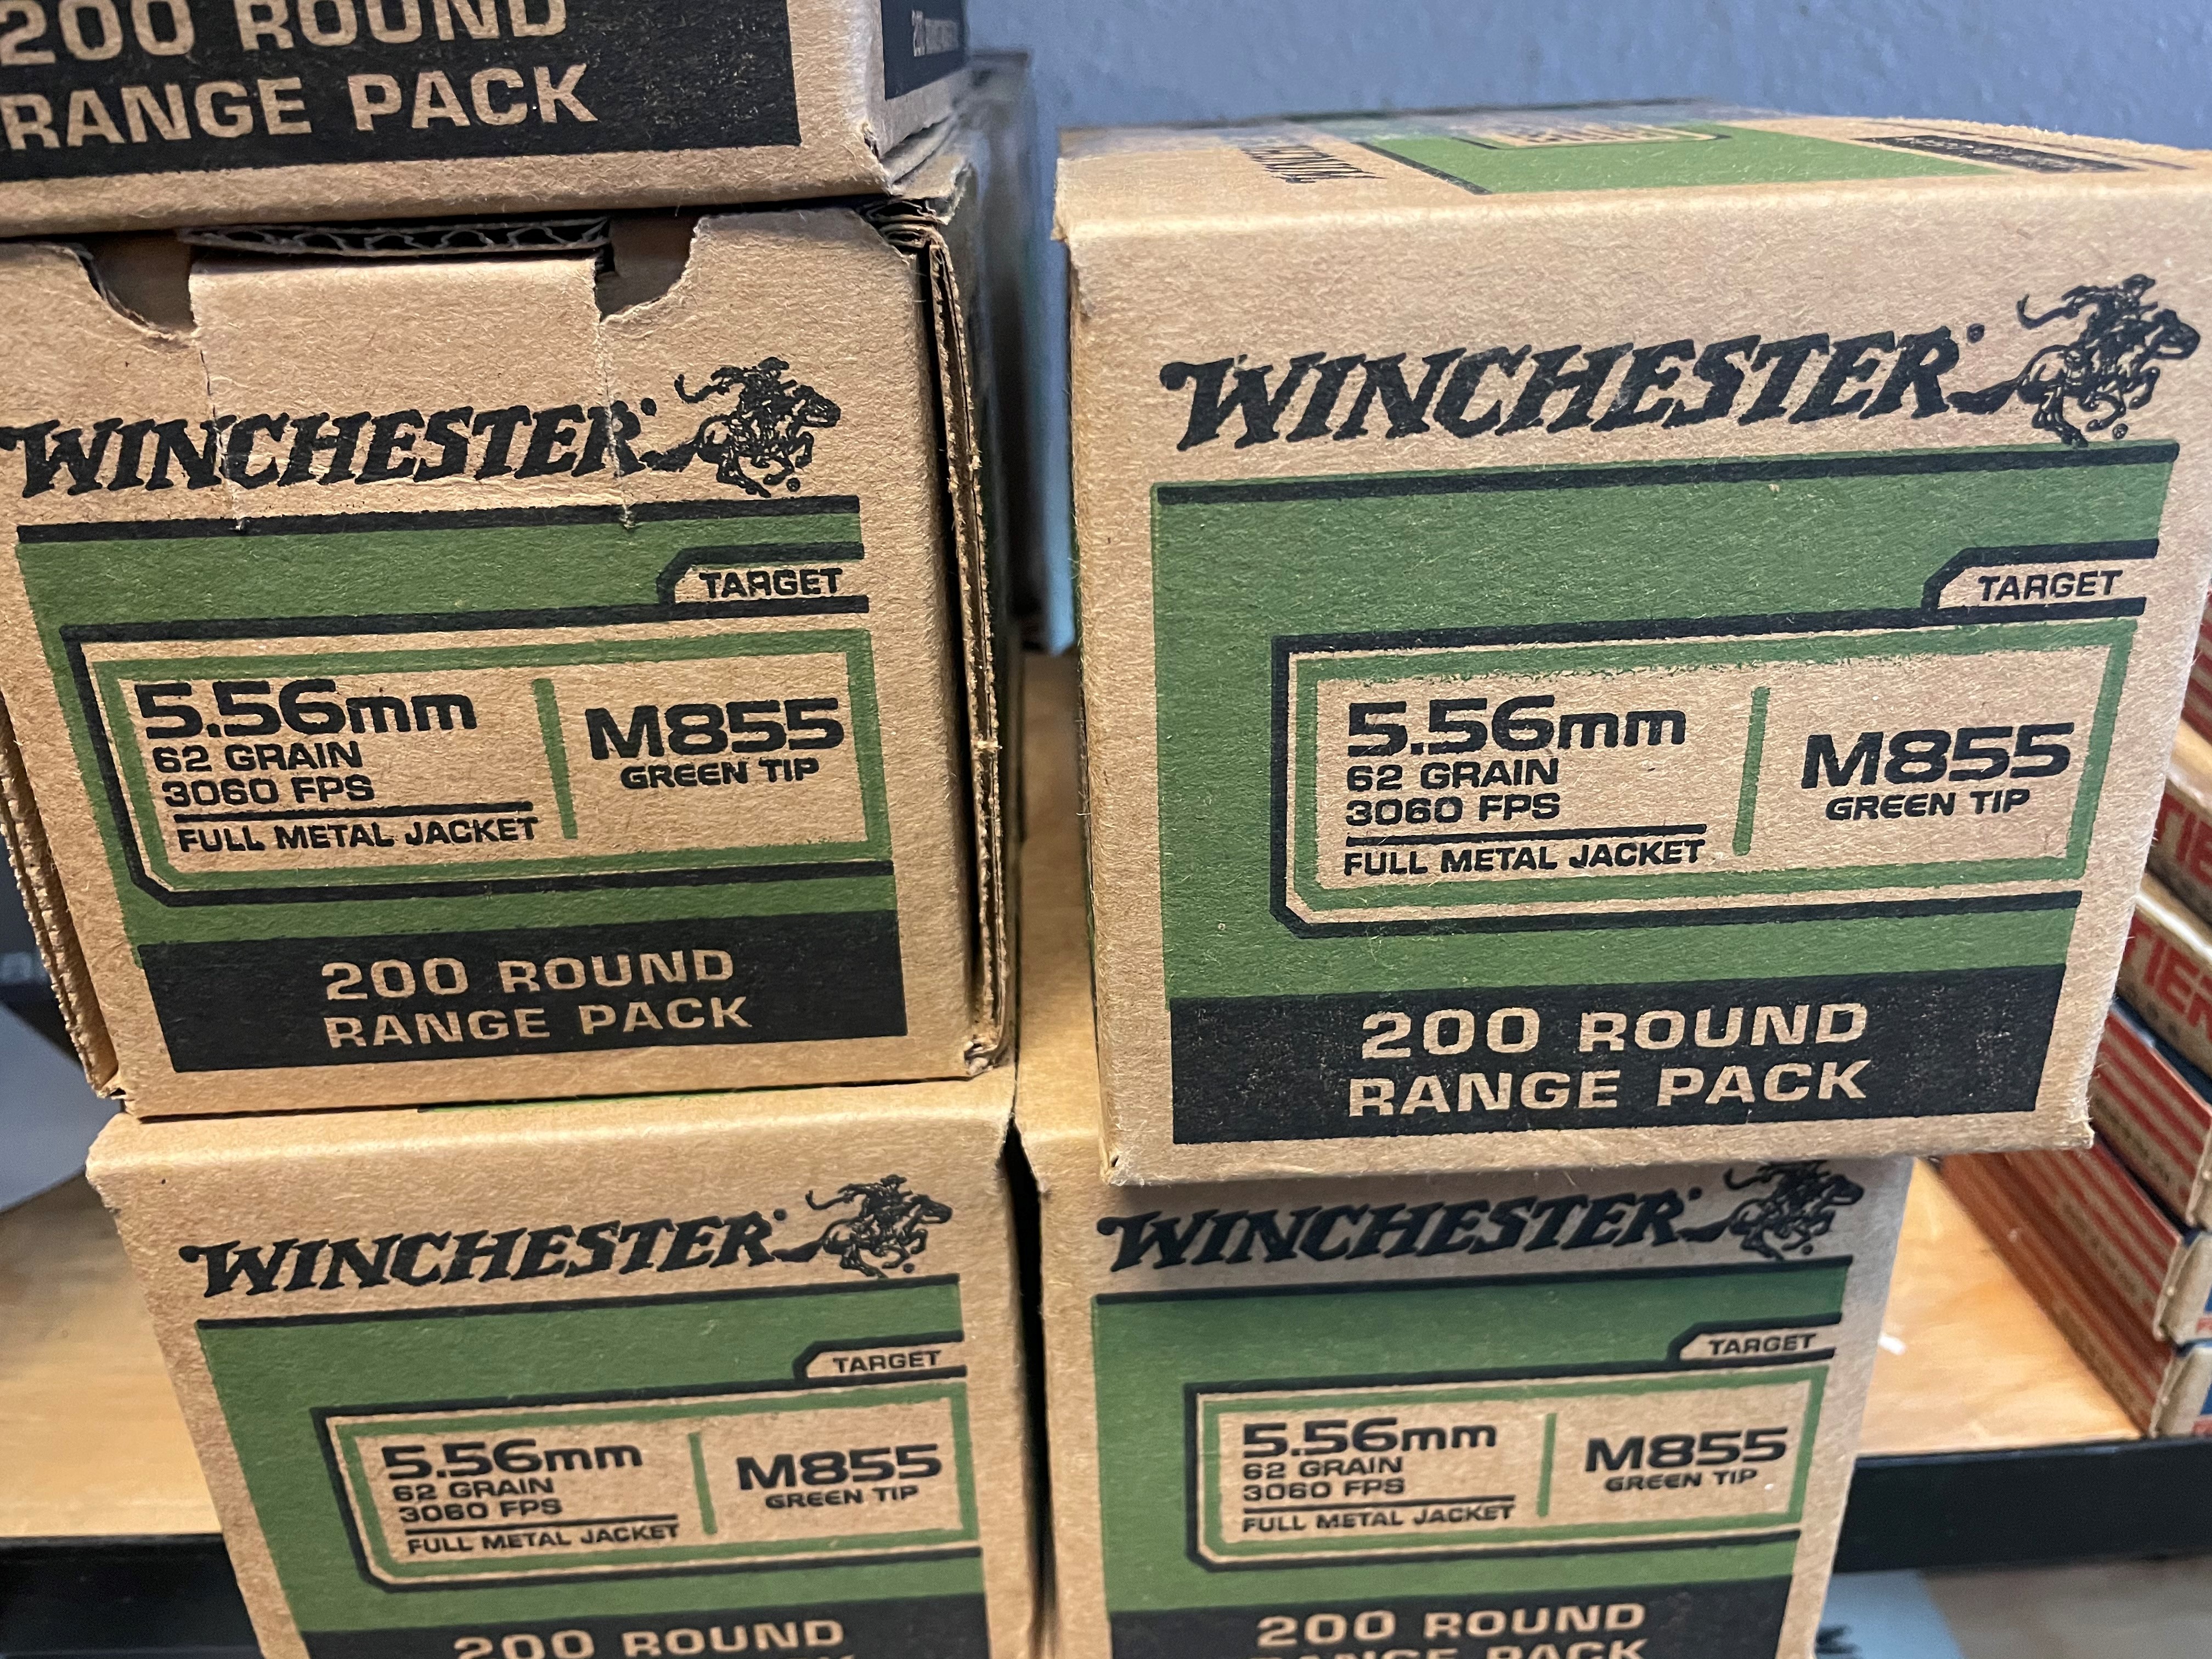 200 ROUND
RANGE PACK
WINCHESTER
TARGET
5.56mm
62 GRAIN
3060 FPS
FULL METAL JACKET
M855
GREEN TIP
200 ROUND
RANGE PACK
WINCHESTER
TARGET
5.56mm
62 GRAIN
3060 FPS
FULL METAL JACKET
M855
GREEN TIP
200 ROUND
RANGE PACK
WINCHESTER
TARGET
5.56mm
62 GRAIN
3060 FPS
FULL METAL JACKET
M855
GREEN TIP
200 ROUND
WINCHESTER
TARGET
5.56mm
62 GRAIN
3060 FPS
FULL METAL JACKET
M855
GREEN TIP
200 ROUND
RANGE PACK